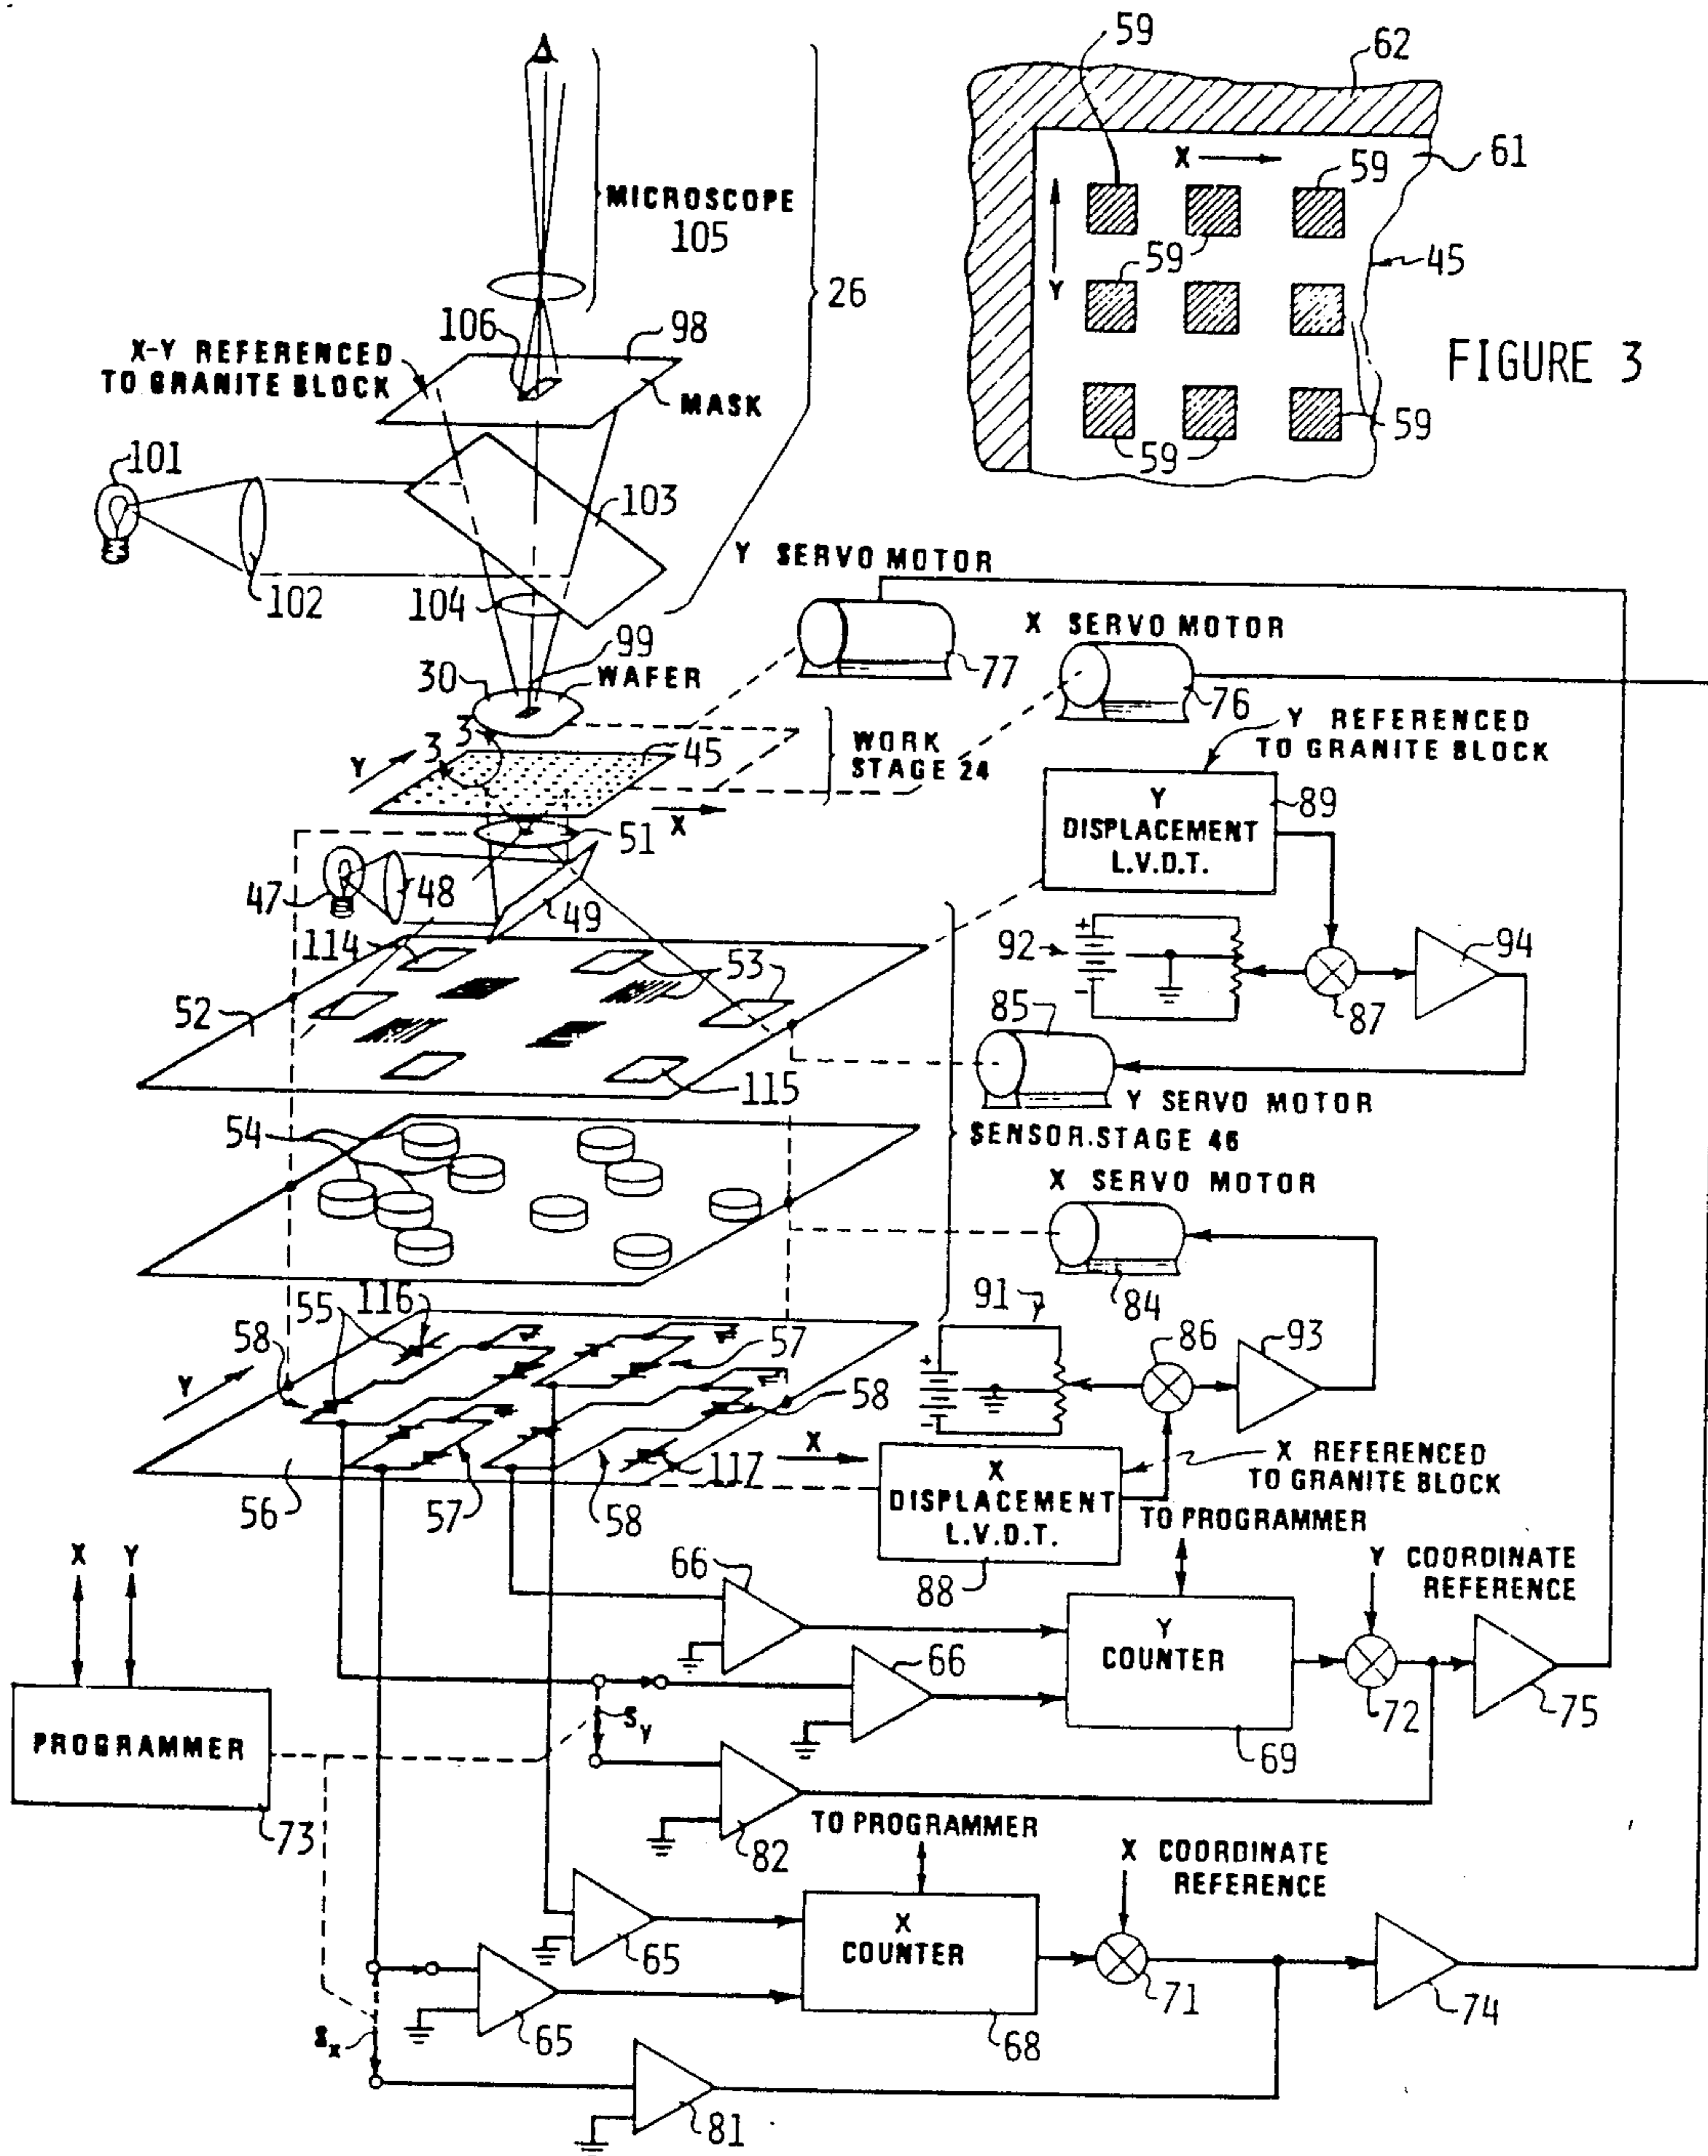 59
62
X
59
61
MICROSCOPE
105
26
59
45
Y
106
98
X-Y REFERENCED
TO GRANITE BLOCK
MASK
FIGURE 3
59
59
59
101
103
102
104
Y SERVO MOTOR
77
X SERVO MOTOR
76
99
30
WAFER
3
3
45
WORK
STAGE 24
Y
X
51
Y REFERENCED
TO GRANITE BLOCK
Y
DISPLACEMENT
L.V.D.T.
89
47
48
49
114
53
52
115
92
+
-
87
94
85
Y SERVO MOTOR
54
SENSOR STAGE 46
X SERVO MOTOR
84
55
116
58
57
91
+
-
86
93
Y
58
X
117
56
57
58
X
DISPLACEMENT
L.V.D.T.
88
X REFERENCED
TO GRANITE BLOCK
TO PROGRAMMER
X Y
66
Y COORDINATE
REFERENCE
Y
COUNTER
66
72
75
69
PROGRAMMER
73
Sy
82
TO PROGRAMMER
X COORDINATE
REFERENCE
X
COUNTER
65
71
74
65
68
Sx
81